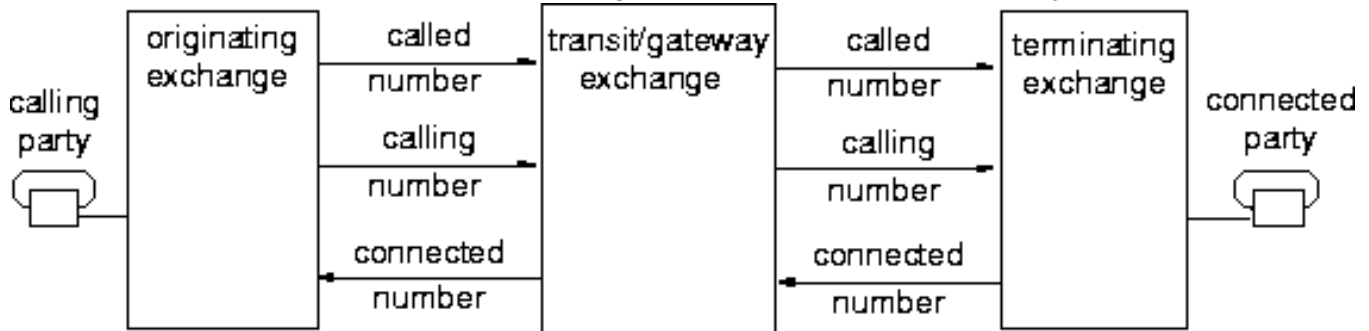 originating
exchange
called
number
transit/gateway
exchange
called
number
terminating
exchange
calling
party
calling
number
calling
number
connected
party
connected
number
connected
number